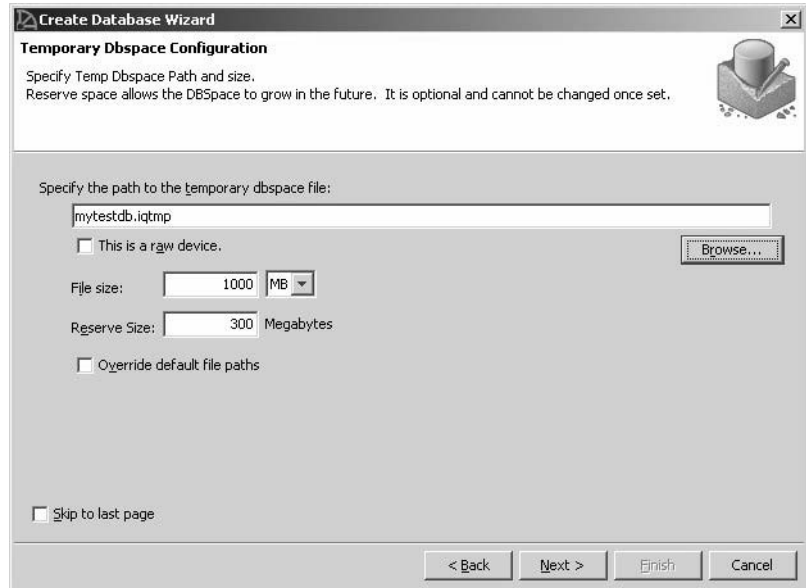 Create Database Wizard
Temporary Dbspace Configuration
Specify Temp Dbspace Path and size.
Reserve space allows the DBSpace to grow in the future. It is optional and cannot be changed once set.
Specify the path to the temporary dbspace file:
mytestdb.iqtmp
This is a raw device.
Browse...
File size: 1000 MB
Reserve Size: 300 Megabytes
Override default file paths
Skip to last page
< Back Next > Finish Cancel